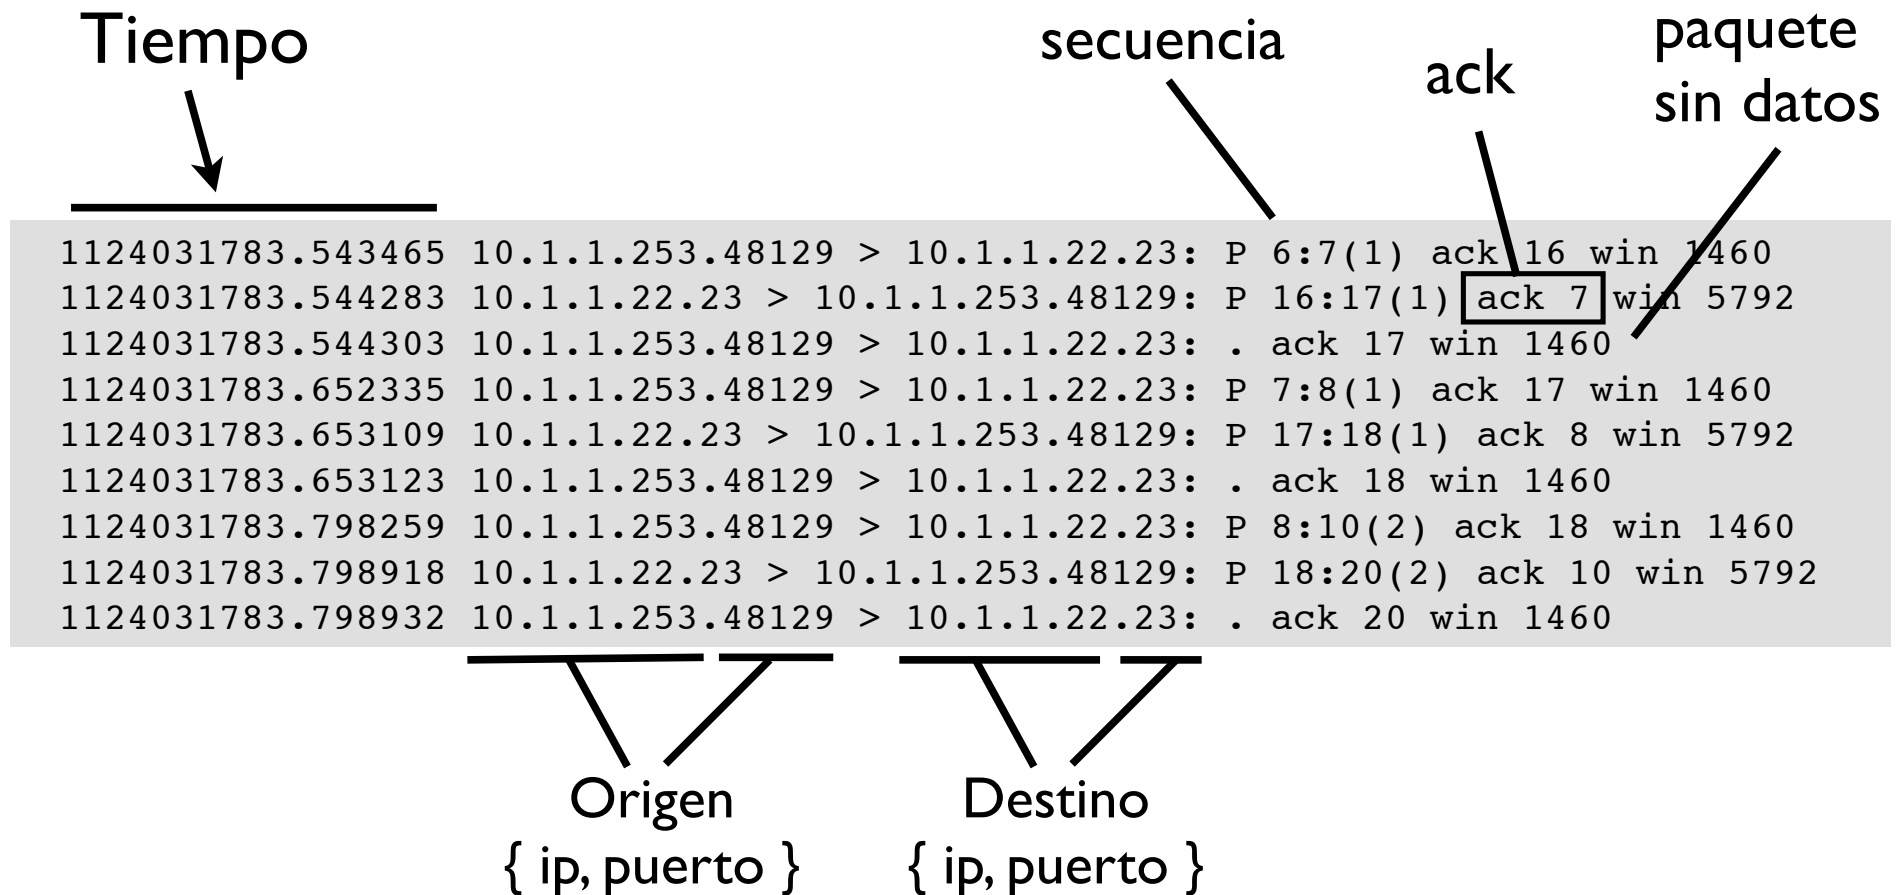 Tiempo
secuencia
ack
paquete
sin datos
1124031783.543465 10.1.1.253.48129 > 10.1.1.22.23: P 6:7(1) ack 16 win 1460
1124031783.544283 10.1.1.22.23 > 10.1.1.253.48129: P 16:17(1) ack 7 win 5792
1124031783.544303 10.1.1.253.48129 > 10.1.1.22.23: . ack 17 win 1460
1124031783.652335 10.1.1.253.48129 > 10.1.1.22.23: P 7:8(1) ack 17 win 1460
1124031783.653109 10.1.1.22.23 > 10.1.1.253.48129: P 17:18(1) ack 8 win 5792
1124031783.653123 10.1.1.253.48129 > 10.1.1.22.23: . ack 18 win 1460
1124031783.798259 10.1.1.253.48129 > 10.1.1.22.23: P 8:10(2) ack 18 win 1460
1124031783.798918 10.1.1.22.23 > 10.1.1.253.48129: P 18:20(2) ack 10 win 5792
1124031783.798932 10.1.1.253.48129 > 10.1.1.22.23: . ack 20 win 1460
Origen
{ ip, puerto }
Destino
{ ip, puerto }